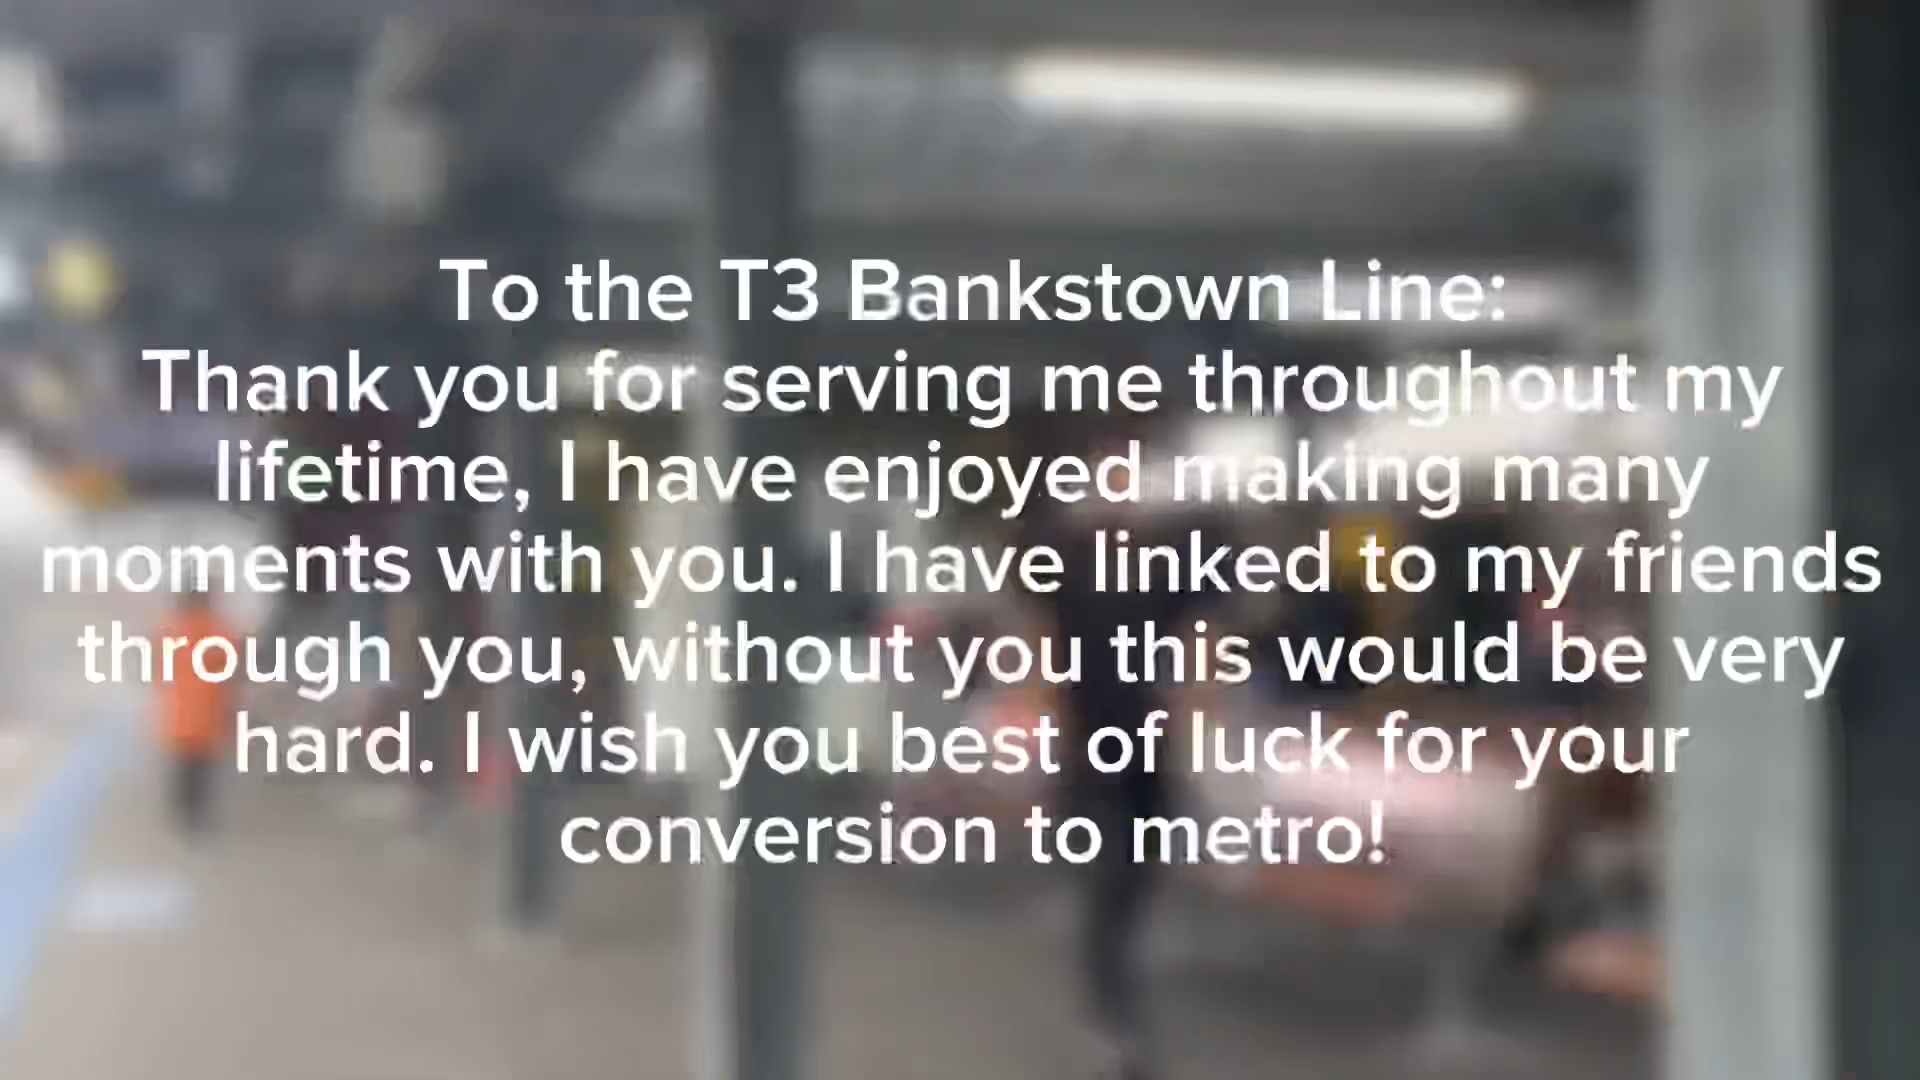 To the T3 Bankstown Line:
Thank you for serving me throughout my
lifetime, I have enjoyed making many
moments with you. I have linked to my friends
through you, without you this would be very
hard. I wish you best of luck for your
conversion to metro!